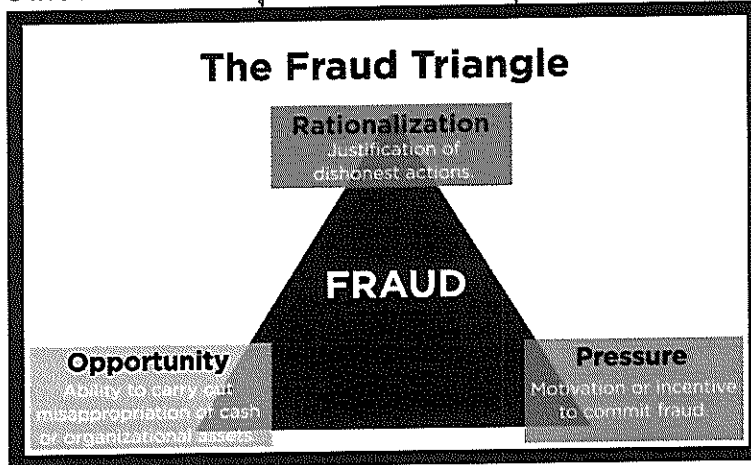 The Fraud Triangle
Rationalization
Justification of
dishonest actions
FRAUD
Opportunity
Ability to carry out
misappropriation of cash
or organizational assets
Pressure
Motivation or incentive
to commit fraud